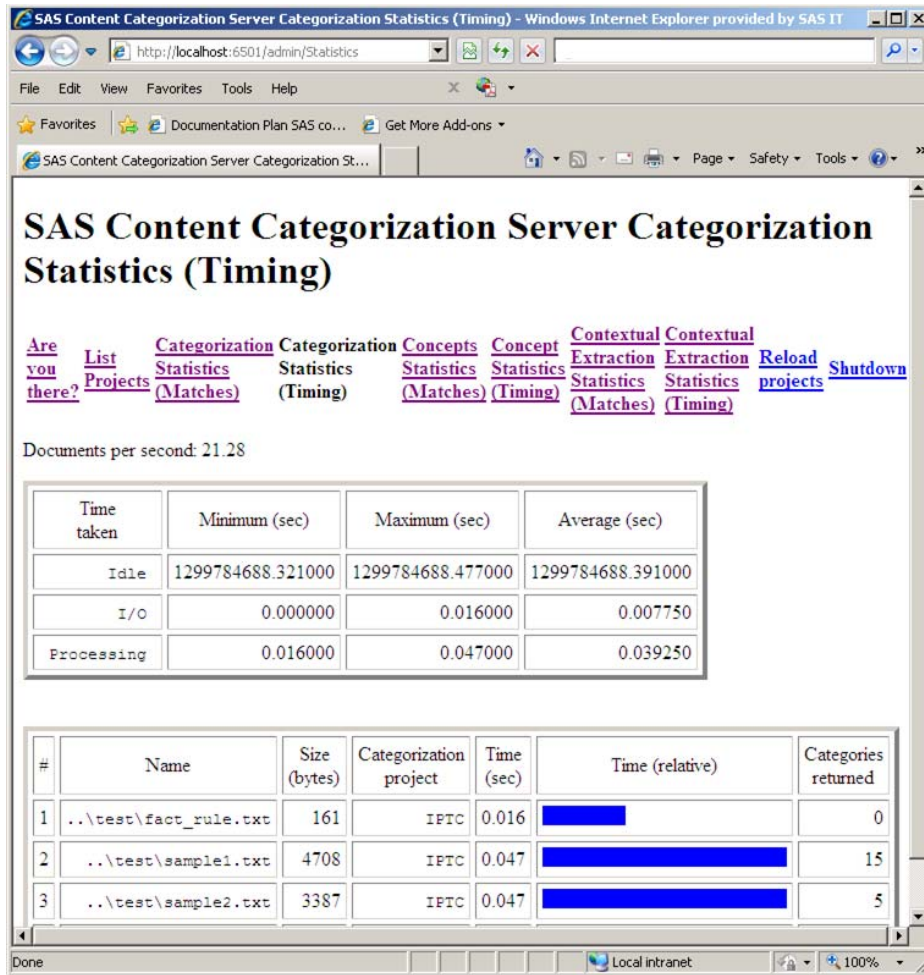 SAS Content Categorization Server Categorization Statistics (Timing) - Windows Internet Explorer provided by SAS IT
http://localhost:6501/admin/Statistics
File Edit View Favorites Tools Help
Favorites Documentation Plan SAS co... Get More Add-ons
SAS Content Categorization Server Categorization St...
Page Safety Tools
SAS Content Categorization Server Categorization
Statistics (Timing)
Are you there?
List Projects
Categorization Statistics (Matches)
Categorization Statistics (Timing)
Concepts Statistics (Matches)
Concept Statistics (Timing)
Contextual Extraction Statistics (Matches)
Contextual Extraction Statistics (Timing)
Reload projects
Shutdown
Documents per second: 21.28
Time taken Minimum (sec) Maximum (sec) Average (sec)
Idle 1299784688.321000 1299784688.477000 1299784688.391000
I/O 0.000000 0.016000 0.007750
Processing 0.016000 0.047000 0.039250
# Name Size (bytes) Categorization project Time (sec) Time (relative) Categories returned
1 ..\test\fact_rule.txt 161 IPTC 0.016 0
2 ..\test\sample1.txt 4708 IPTC 0.047 15
3 ..\test\sample2.txt 3387 IPTC 0.047 5
Done Local intranet 100%